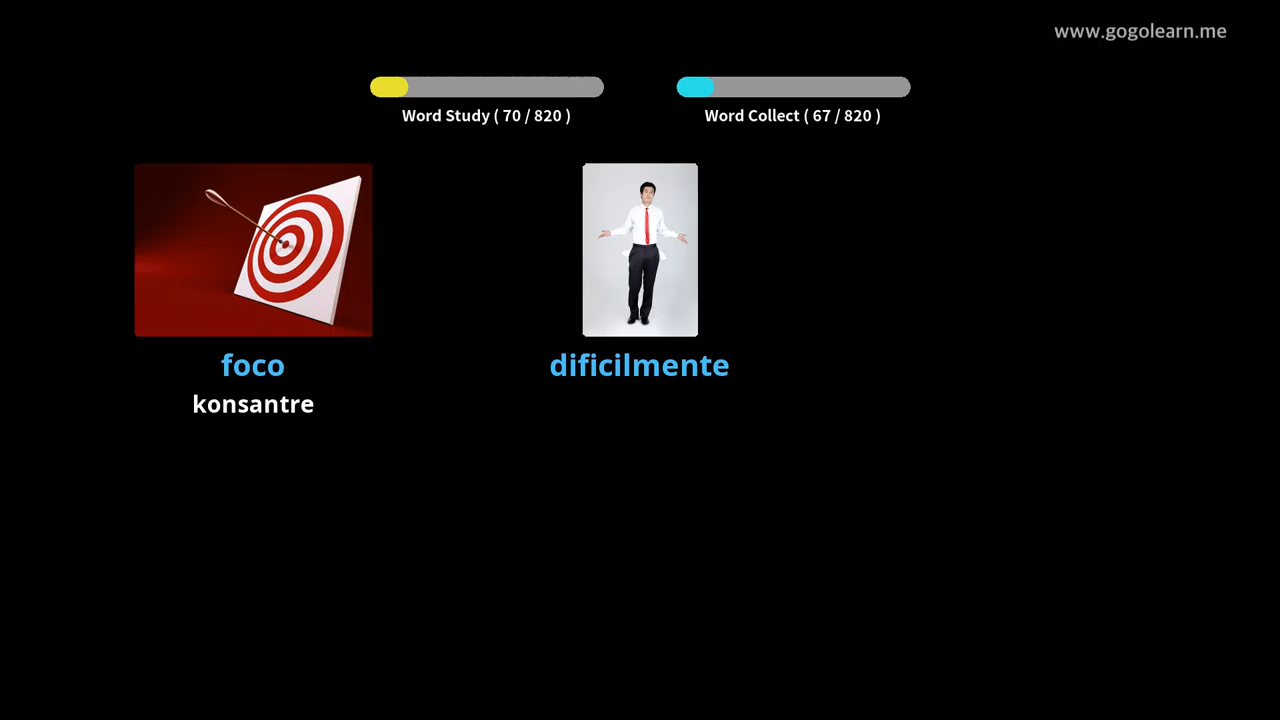 www.gogolearn.me
Word Study ( 70 / 820 )
Word Collect ( 67 / 820 )
foco
konsantre
dificilmente